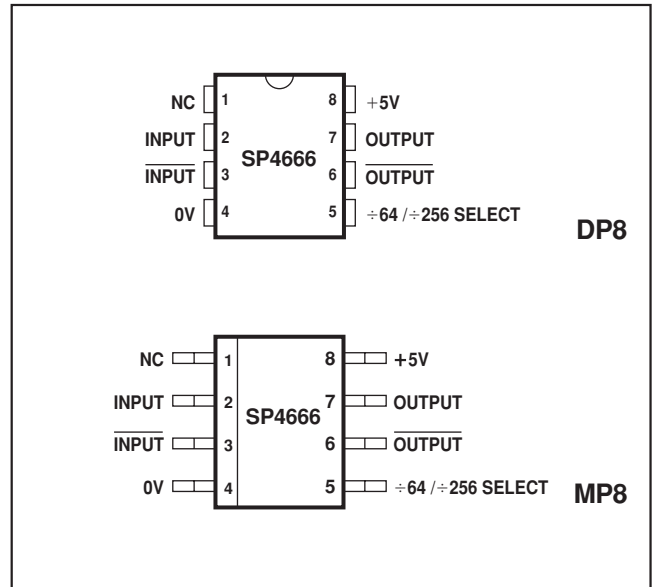 NC 1 8 +5V
INPUT 2 7 OUTPUT
SP4666
INPUT 3 6 OUTPUT
0V 4 5 ÷64 /÷256 SELECT
DP8
NC 1 8 +5V
INPUT 2 7 OUTPUT
SP4666
INPUT 3 6 OUTPUT
0V 4 5 ÷64 /÷256 SELECT
MP8